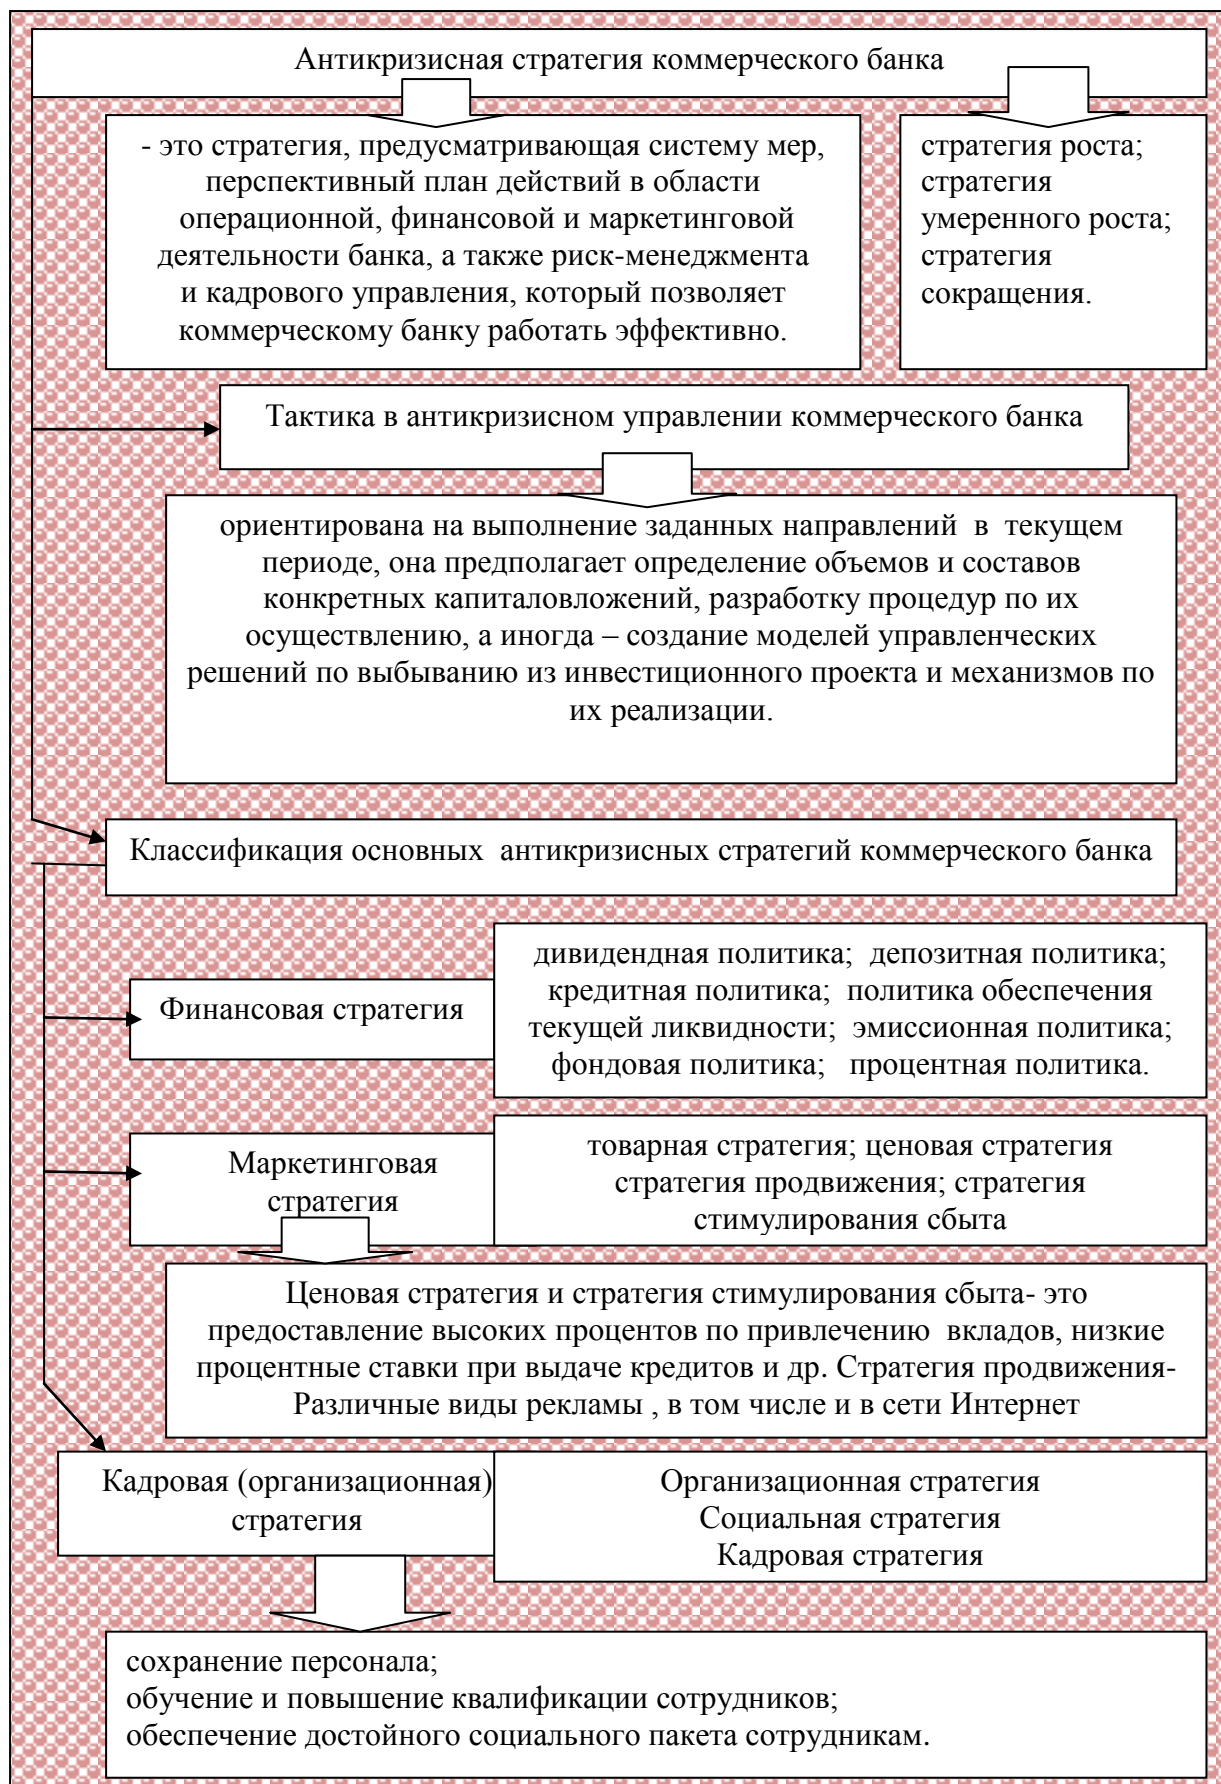 Антикризисная стратегия коммерческого банка
- это стратегия, предусматривающая систему мер,
перспективный план действий в области
операционной, финансовой и маркетинговой
деятельности банка, а также риск-менеджмента
и кадрового управления, который позволяет
коммерческому банку работать эффективно.
стратегия роста;
стратегия
умеренного роста;
стратегия
сокращения.
Тактика в антикризисном управлении коммерческого банка
ориентирована на выполнение заданных направлений в текущем
периоде, она предполагает определение объемов и составов
конкретных капиталовложений, разработку процедур по их
осуществлению, а иногда – создание моделей управленческих
решений по выбыванию из инвестиционного проекта и механизмов по
их реализации.
Классификация основных антикризисных стратегий коммерческого банка
Финансовая стратегия
дивидендная политика; депозитная политика;
кредитная политика; политика обеспечения
текущей ликвидности; эмиссионная политика;
фондовая политика; процентная политика.
Маркетинговая
стратегия
товарная стратегия; ценовая стратегия
стратегия продвижения; стратегия
стимулирования сбыта
Ценовая стратегия и стратегия стимулирования сбыта- это
предоставление высоких процентов по привлечению вкладов, низкие
процентные ставки при выдаче кредитов и др. Стратегия продвижения-
Различные виды рекламы , в том числе и в сети Интернет
Кадровая (организационная)
стратегия
Организационная стратегия
Социальная стратегия
Кадровая стратегия
сохранение персонала;
обучение и повышение квалификации сотрудников;
обеспечение достойного социального пакета сотрудникам.